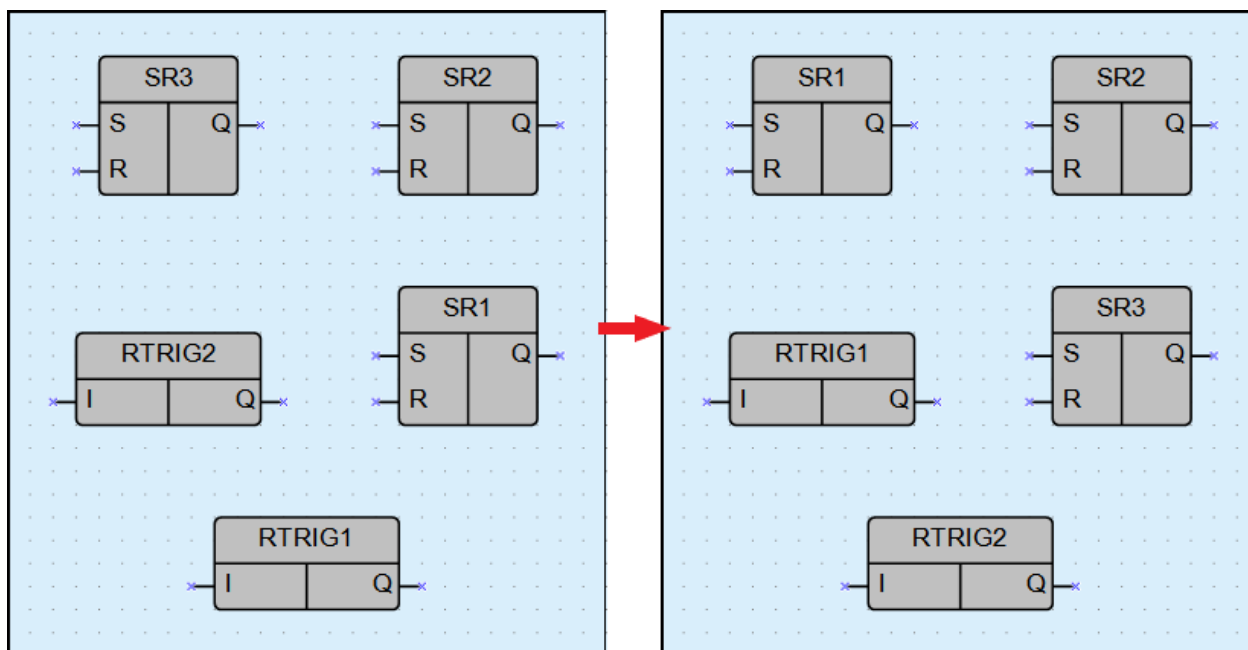 SR3
S Q
R
SR2
S Q
R
SR1
S Q
R
RTRIG2
I Q
RTRIG1
I Q
SR1
S Q
R
SR2
S Q
R
SR3
S Q
R
RTRIG1
I Q
RTRIG2
I Q